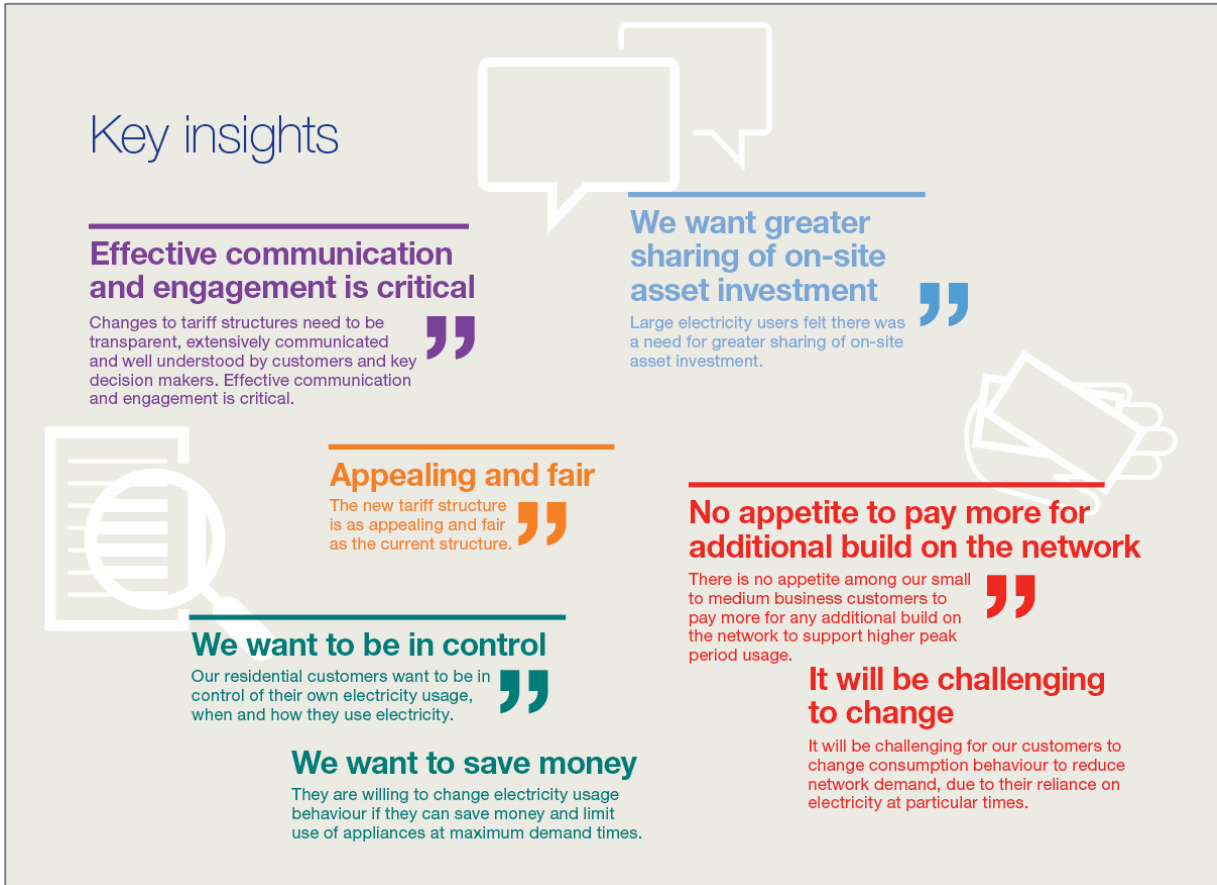 Key insights
Effective communication
and engagement is critical
Changes to tariff structures need to be
transparent, extensively communicated
and well understood by customers and key
decision makers. Effective communication
and engagement is critical.
We want greater
sharing of on-site
asset investment
Large electricity users felt there was
a need for greater sharing of on-site
asset investment.
Appealing and fair
The new tariff structure
is as appealing and fair
as the current structure.
No appetite to pay more for
additional build on the network
There is no appetite among our small
to medium business customers to
pay more for any additional build on
the network to support higher peak
period usage.
We want to be in control
Our residential customers want to be in
control of their own electricity usage,
when and how they use electricity.
It will be challenging
to change
It will be challenging for our customers to
change consumption behaviour to reduce
network demand, due to their reliance on
electricity at particular times.
We want to save money
They are willing to change electricity usage
behaviour if they can save money and limit
use of appliances at maximum demand times.